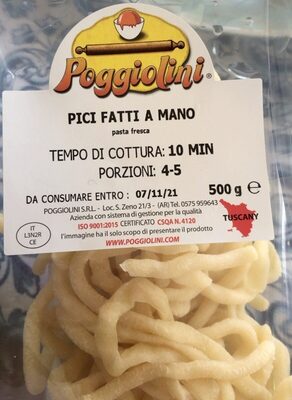 Poggiolini®
PICI FATTI A MANO
pasta fresca
TEMPO DI COTTURA: 10 MIN
PORZIONI: 4-5
DA CONSUMARE ENTRO : 07/11/21
500 g ℮
POGGIOLINI S.R.L. - Loc. S. Zeno 21/3 - (AR) Tel. 0575 959643
Azienda con sistema di gestione per la qualità
ISO 9001:2015 CERTIFICATO CSQA N. 4120
l'immagine ha il solo scopo di presentare il prodotto
WWW.POGGIOLINI.COM
IT
L3N2R
CE
TUSCANY